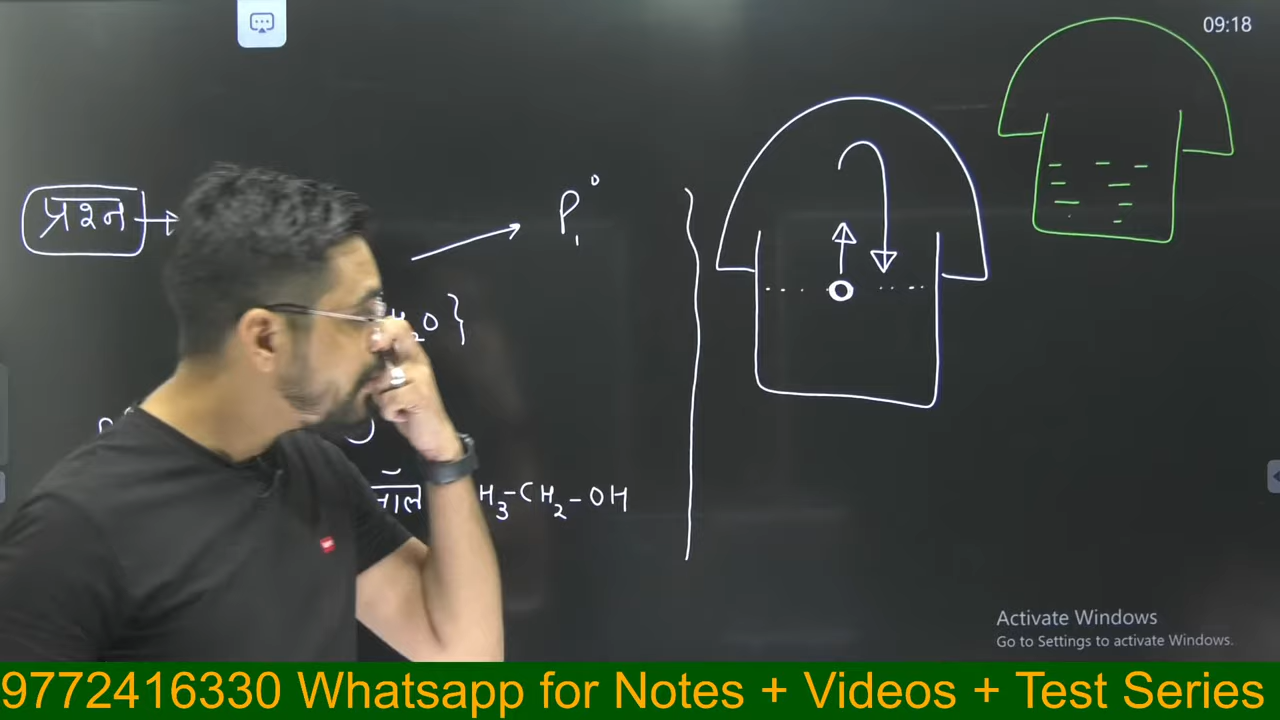 09:18
प्रश्न
P₁⁰
H₂O}
H₃-CH₂-OH
Activate Windows
Go to Settings to activate Windows.
9772416330 Whatsapp for Notes + Videos + Test Series